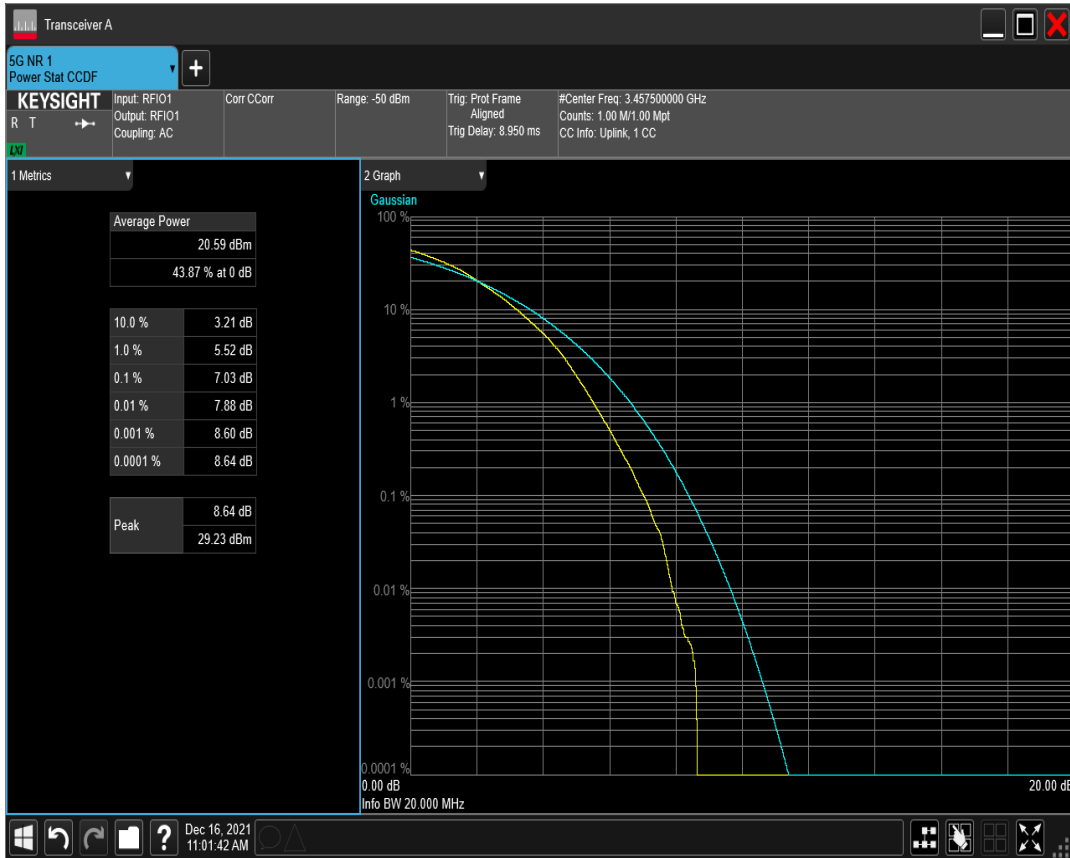 Transceiver A
5G NR 1
Power Stat CCDF
KEYSIGHT
R T
LXI
Input: RFIO1
Output: RFIO1
Coupling: AC
Corr CCorr
Range: -50 dBm
Trig: Prot Frame
Aligned
Trig Delay: 8.950 ms
#Center Freq: 3.457500000 GHz
Counts: 1.00 M/1.00 Mpt
CC Info: Uplink, 1 CC
1 Metrics
Average Power
20.59 dBm
43.87 % at 0 dB
10.0 % 3.21 dB
1.0 % 5.52 dB
0.1 % 7.03 dB
0.01 % 7.88 dB
0.001 % 8.60 dB
0.0001 % 8.64 dB
Peak 8.64 dB
29.23 dBm
2 Graph
Gaussian
100 %
10 %
1 %
0.1 %
0.01 %
0.001 %
0.0001 %
0.00 dB 20.00 dB
Info BW 20.000 MHz
?
Dec 16, 2021
11:01:42 AM